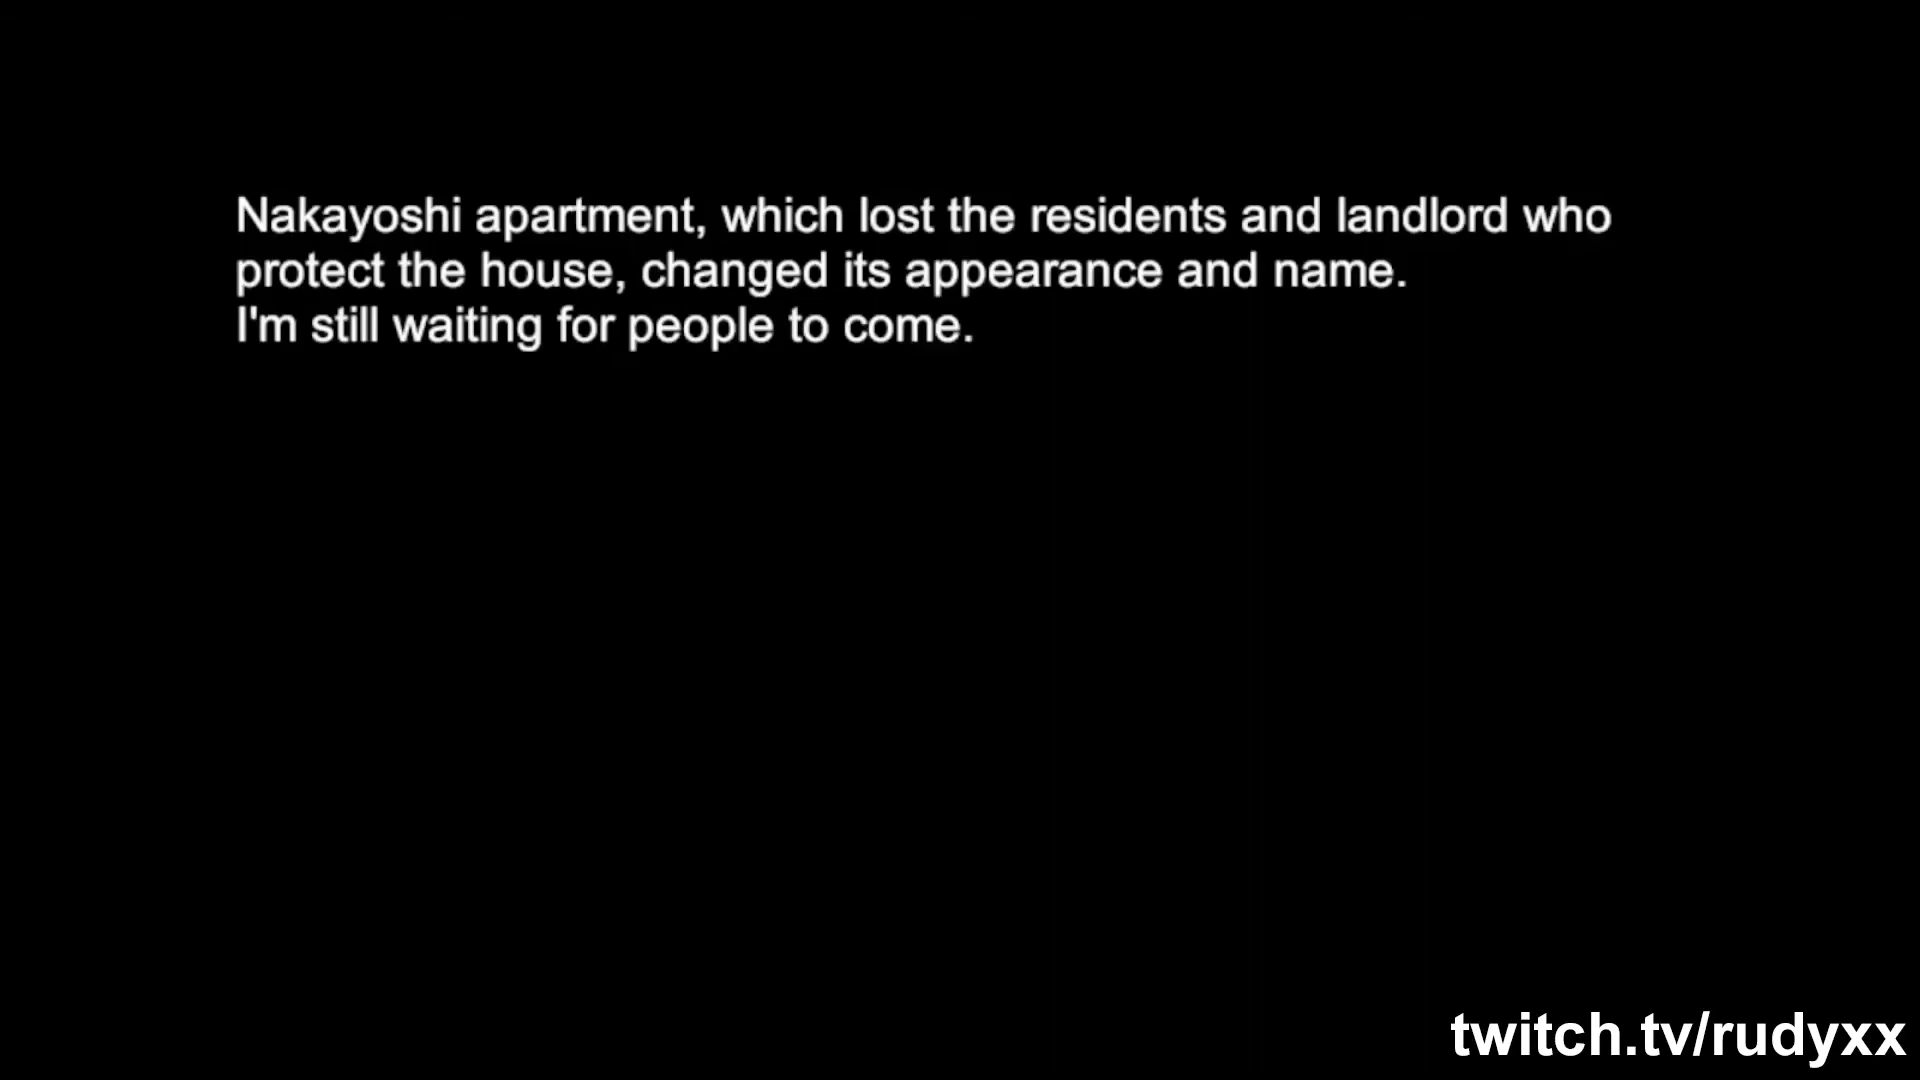 Nakayoshi apartment, which lost the residents and landlord who
protect the house, changed its appearance and name.
I'm still waiting for people to come.
twitch.tv/rudyxx